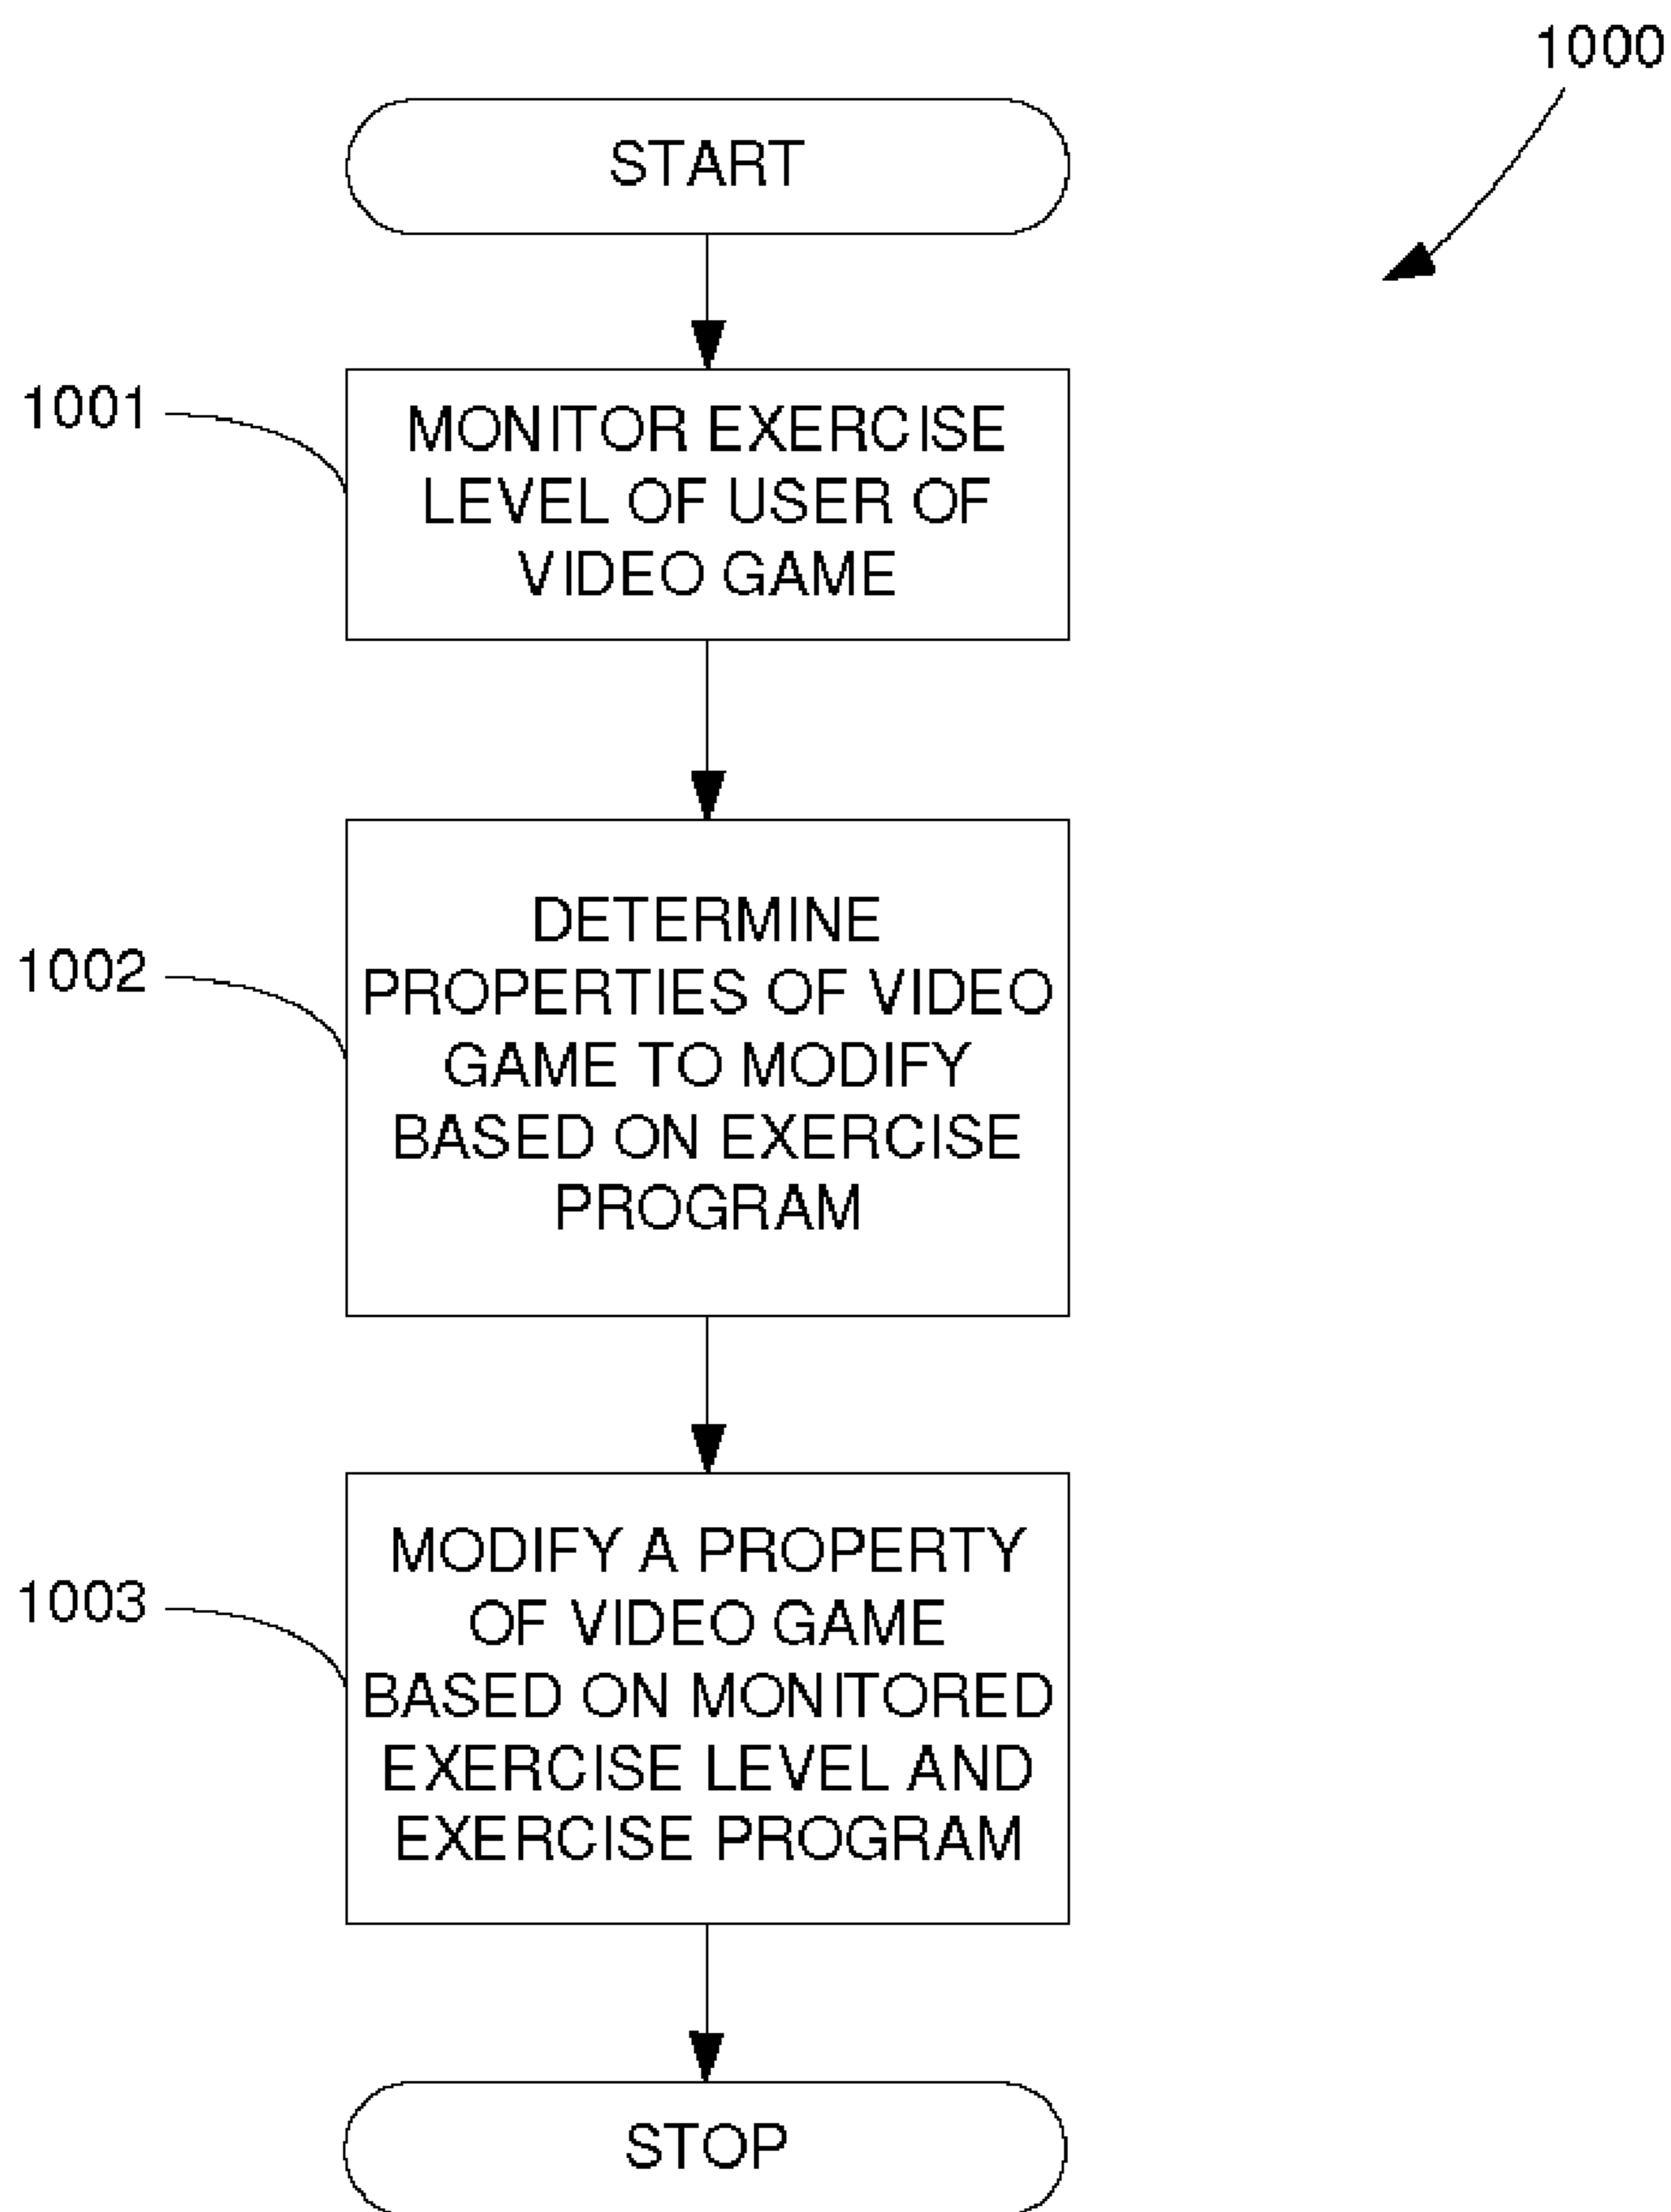 1000
START
1001
MONITOR EXERCISE
LEVEL OF USER OF
VIDEO GAME
1002
DETERMINE
PROPERTIES OF VIDEO
GAME TO MODIFY
BASED ON EXERCISE
PROGRAM
1003
MODIFY A PROPERTY
OF VIDEO GAME
BASED ON MONITORED
EXERCISE LEVEL AND
EXERCISE PROGRAM
STOP